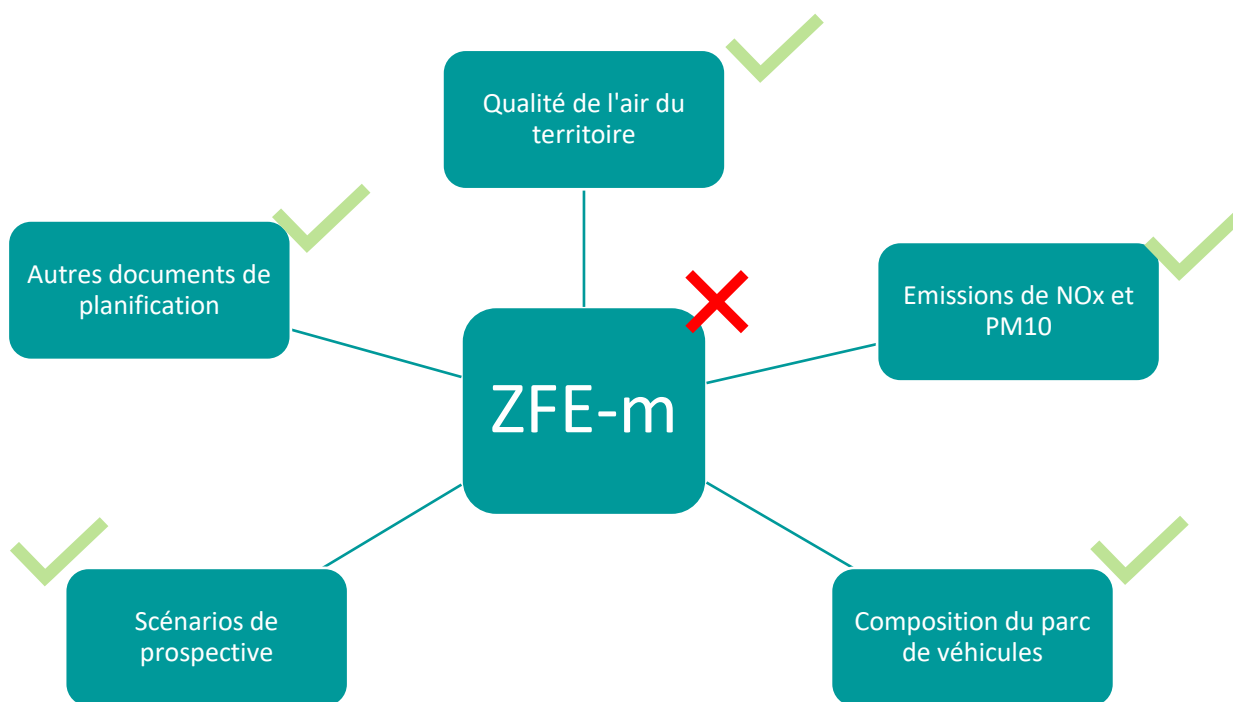 Qualité de l'air du
territoire
Autres documents de
planification
Emissions de NOx et
PM10
ZFE-m
Scénarios de
prospective
Composition du parc
de véhicules